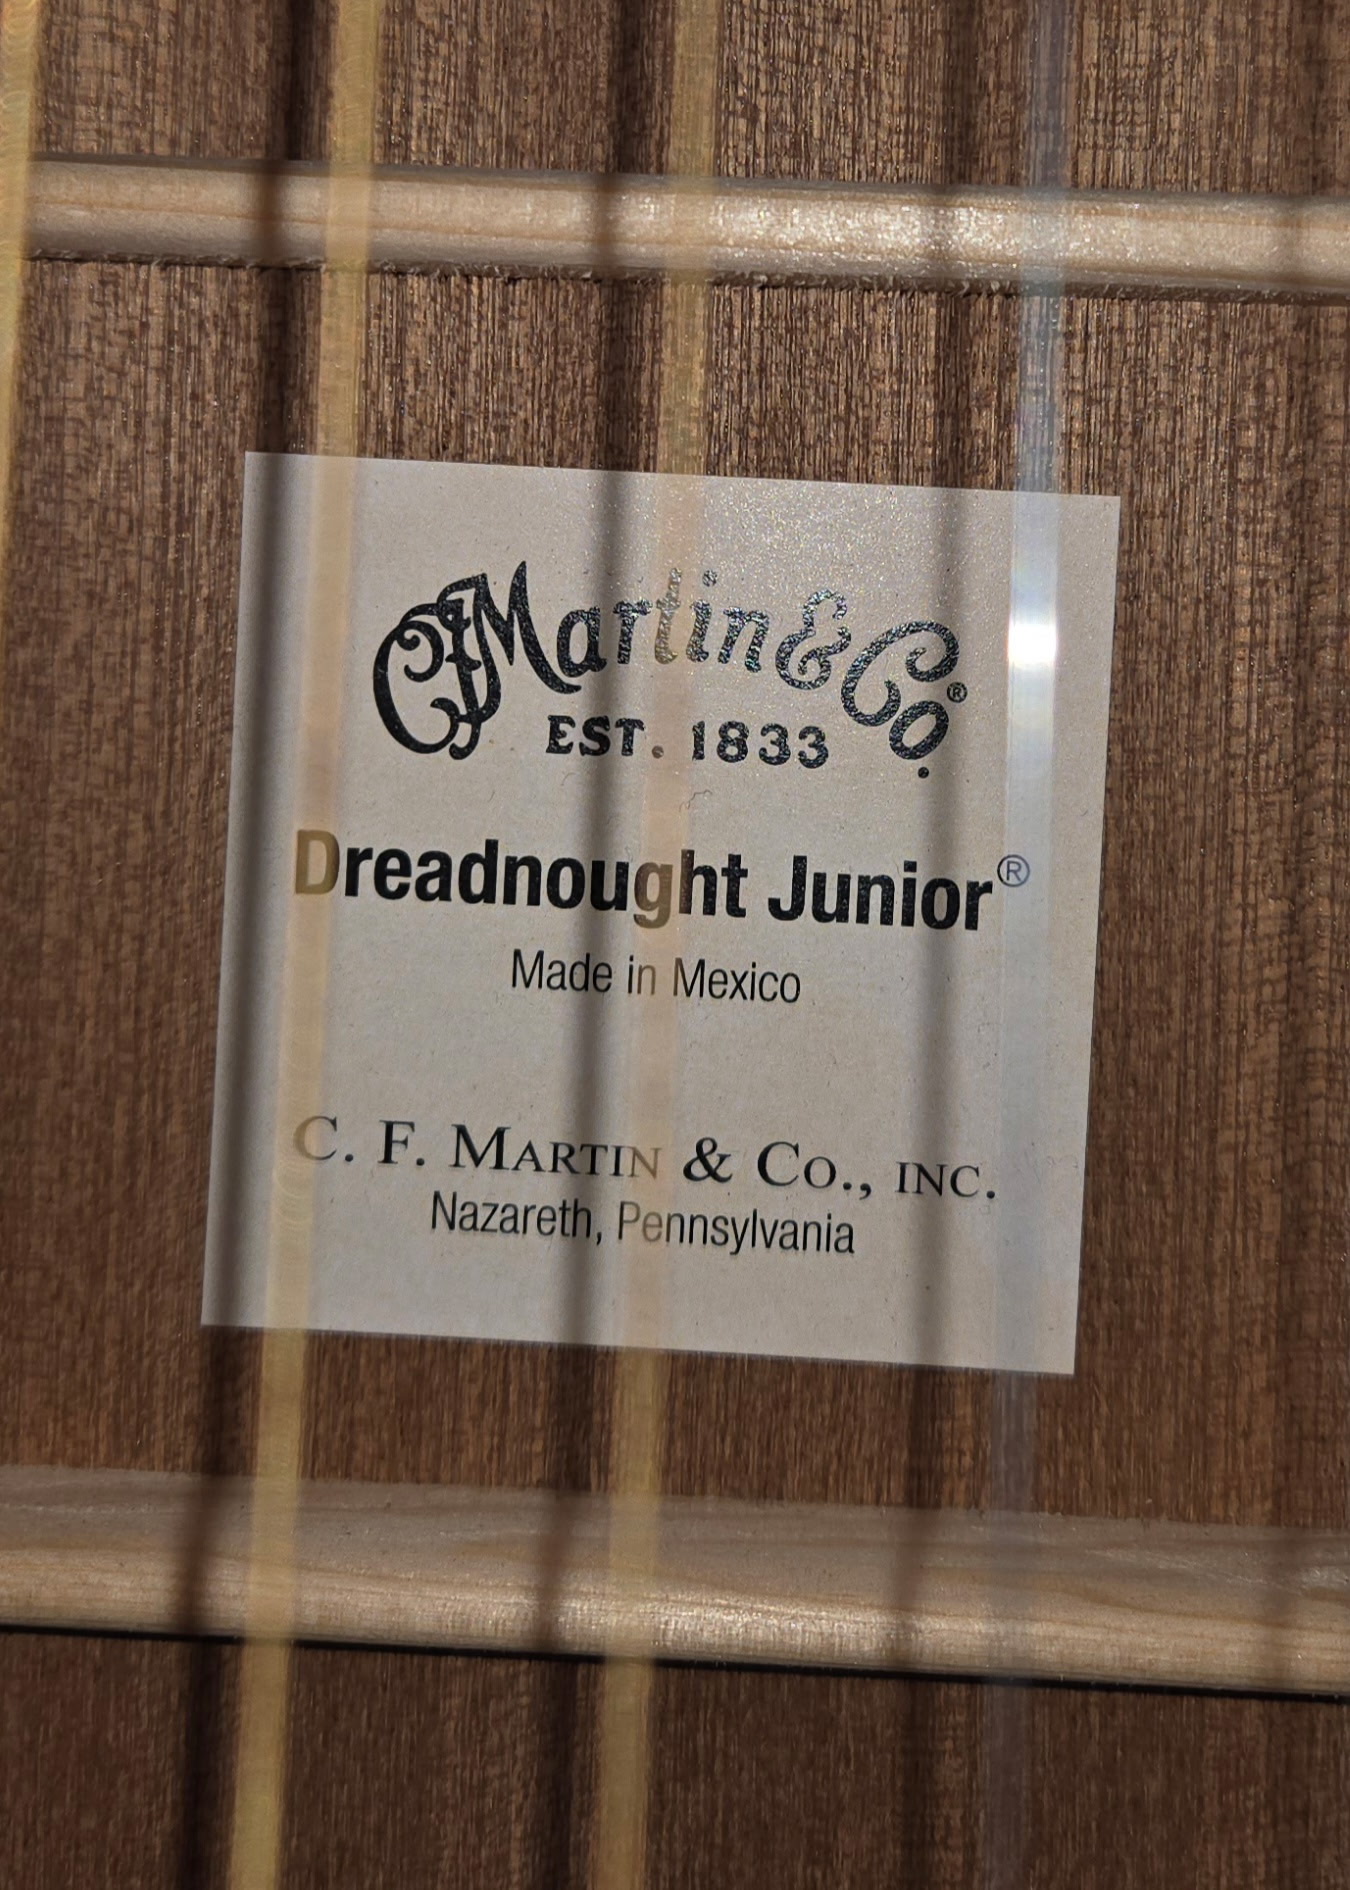 CFMartin & Co.®
EST. 1833
Dreadnought Junior®
Made in Mexico
C. F. MARTIN & CO., INC.
Nazareth, Pennsylvania